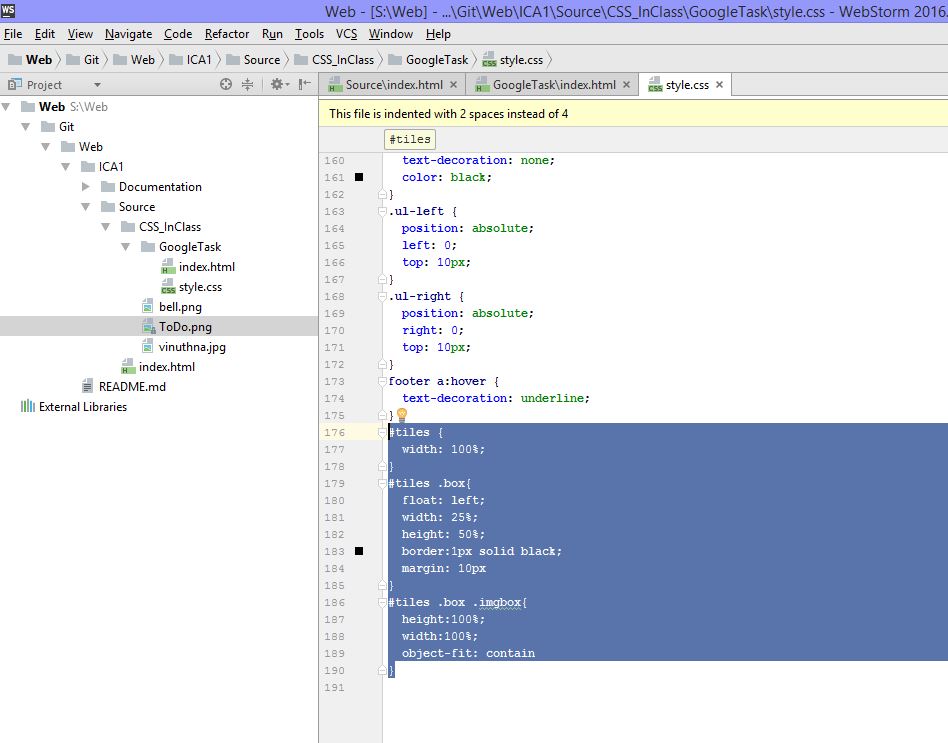 WS Web - [S:\Web] - ...\Git\Web\ICA1\Source\CSS_InClass\GoogleTask\style.css - WebStorm 2016.
File Edit View Navigate Code Refactor Run Tools VCS Window Help
Web Git Web ICA1 Source CSS_InClass GoogleTask style.css
Project
Source\index.html GoogleTask\index.html style.css
Web S:\Web
Git
Web
ICA1
Documentation
Source
CSS_InClass
GoogleTask
index.html
style.css
bell.png
ToDo.png
vinuthna.jpg
index.html
README.md
External Libraries
This file is indented with 2 spaces instead of 4
#tiles
160 text-decoration: none;
161 color: black;
162 }
163 .ul-left {
164 position: absolute;
165 left: 0;
166 top: 10px;
167 }
168 .ul-right {
169 position: absolute;
170 right: 0;
171 top: 10px;
172 }
173 footer a:hover {
174 text-decoration: underline;
175 }
176 #tiles {
177 width: 100%;
178 }
179 #tiles .box{
180 float: left;
181 width: 25%;
182 height: 50%;
183 border:1px solid black;
184 margin: 10px
185 }
186 #tiles .box .imgbox{
187 height:100%;
188 width:100%;
189 object-fit: contain
190 }
191